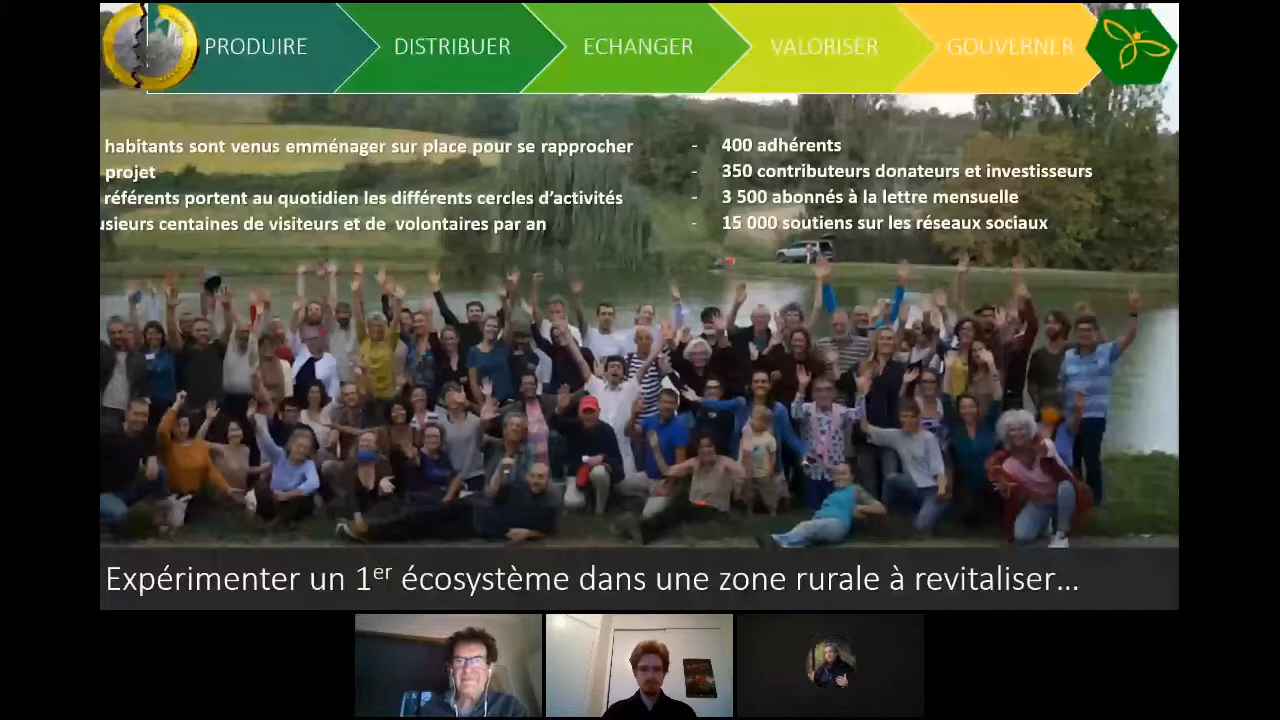 PRODUIRE
DISTRIBUER
ECHANGER
VALORISER
GOUVERNER
habitants sont venus emménager sur place pour se rapprocher
projet
référents portent au quotidien les différents cercles d'activités
usieurs centaines de visiteurs et de volontaires par an
- 400 adhérents
- 350 contributeurs donateurs et investisseurs
- 3 500 abonnés à la lettre mensuelle
- 15 000 soutiens sur les réseaux sociaux
Expérimenter un 1er écosystème dans une zone rurale à revitaliser...